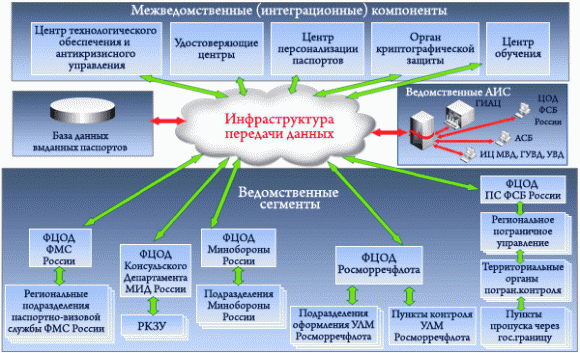 Межведомственные (интеграционные) компоненты
Центр технологического
обеспечения и
антикризисного
управления
Удостоверяющие
центры
Центр
персонализации
паспортов
Орган
криптографической
защиты
Центр
обучения
База данных
выданных паспортов
Инфраструктура
передачи данных
Ведомственные АИС
ГИАЦ
ЦОД
ФСБ
России
АСБ
ИЦ МВД, ГУВД, УВД
Ведомственные
сегменты
ФЦОД
ФМС
России
Региональные
подразделения
паспортно-визовой
службы ФМС России
ФЦОД
Консульского
Департамента
МИД России
РКЗУ
ФЦОД
Минобороны
России
Подразделения
Минобороны
России
ФЦОД
Росморречфлота
Подразделения
оформления УЛМ
Росморречфлота
Пункты контроля
УЛМ
Росморречфлота
ФЦОД
ПС ФСБ России
Региональное
пограничное
управление
Территориальные
органы
погран.контроля
Пункты
пропуска через
гос.границу